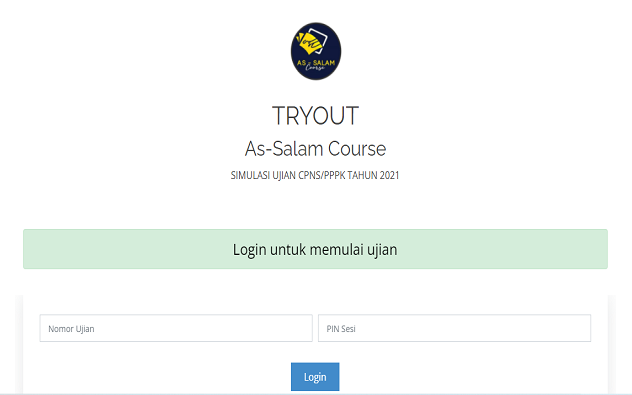 AS - SALAM
Course
TRYOUT
As-Salam Course
SIMULASI UJIAN CPNS/PPPK TAHUN 2021
Login untuk memulai ujian
Nomor Ujian
PIN Sesi
Login